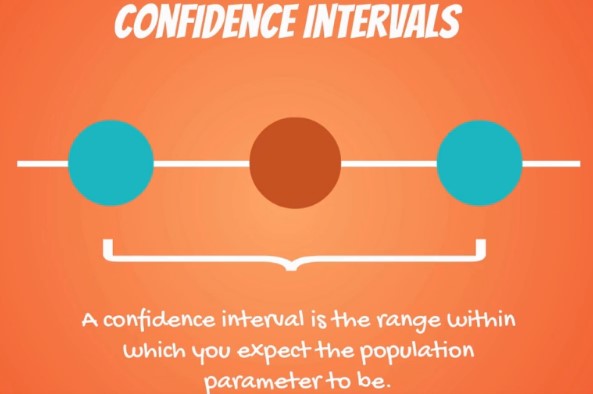 CONFIDENCE INTERVALS
A confidence interval is the range within
which you expect the population
parameter to be.